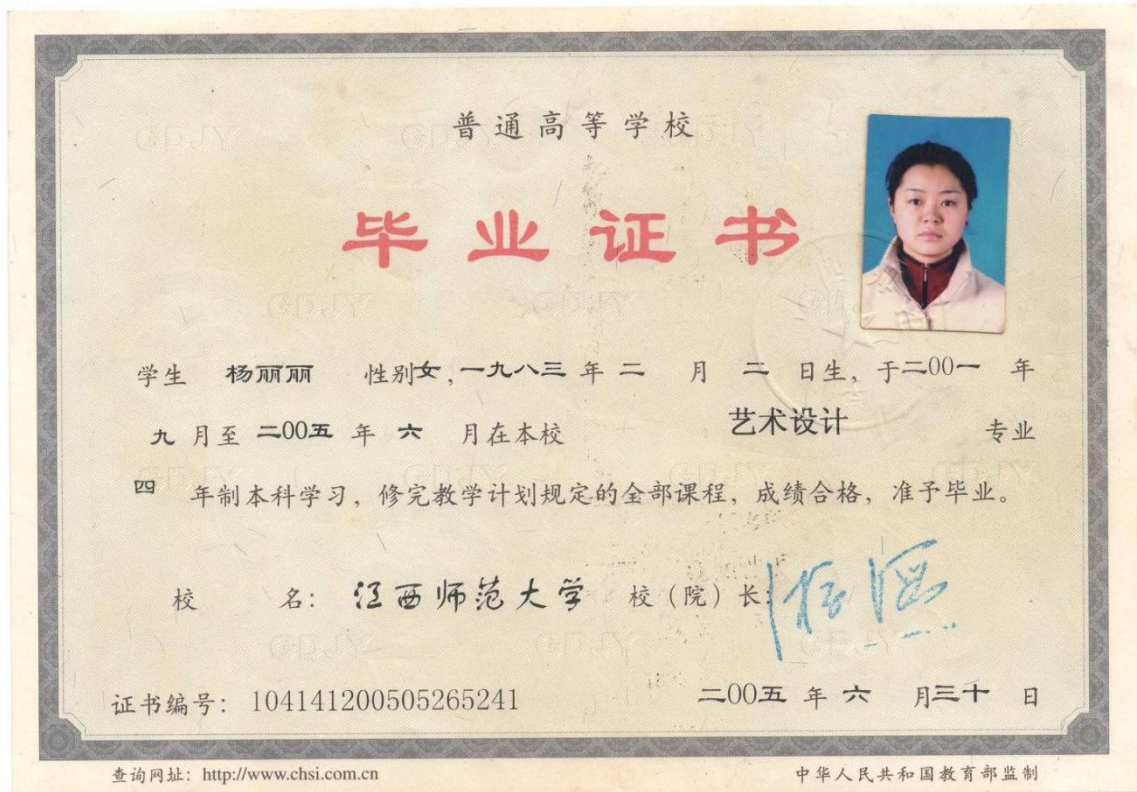 普通高等学校
毕业证书
学生 杨丽丽 性别女,一九八三年二月二日生,于二00一年
九月至二00五年六月在本校 艺术设计 专业
四年制本科学习,修完教学计划规定的全部课程,成绩合格,准予毕业。
校名:江西师范大学 校(院)长:
证书编号:104141200505265241 二00五年六月三十日
查询网址:http://www.chsi.com.cn 中华人民共和国教育部监制